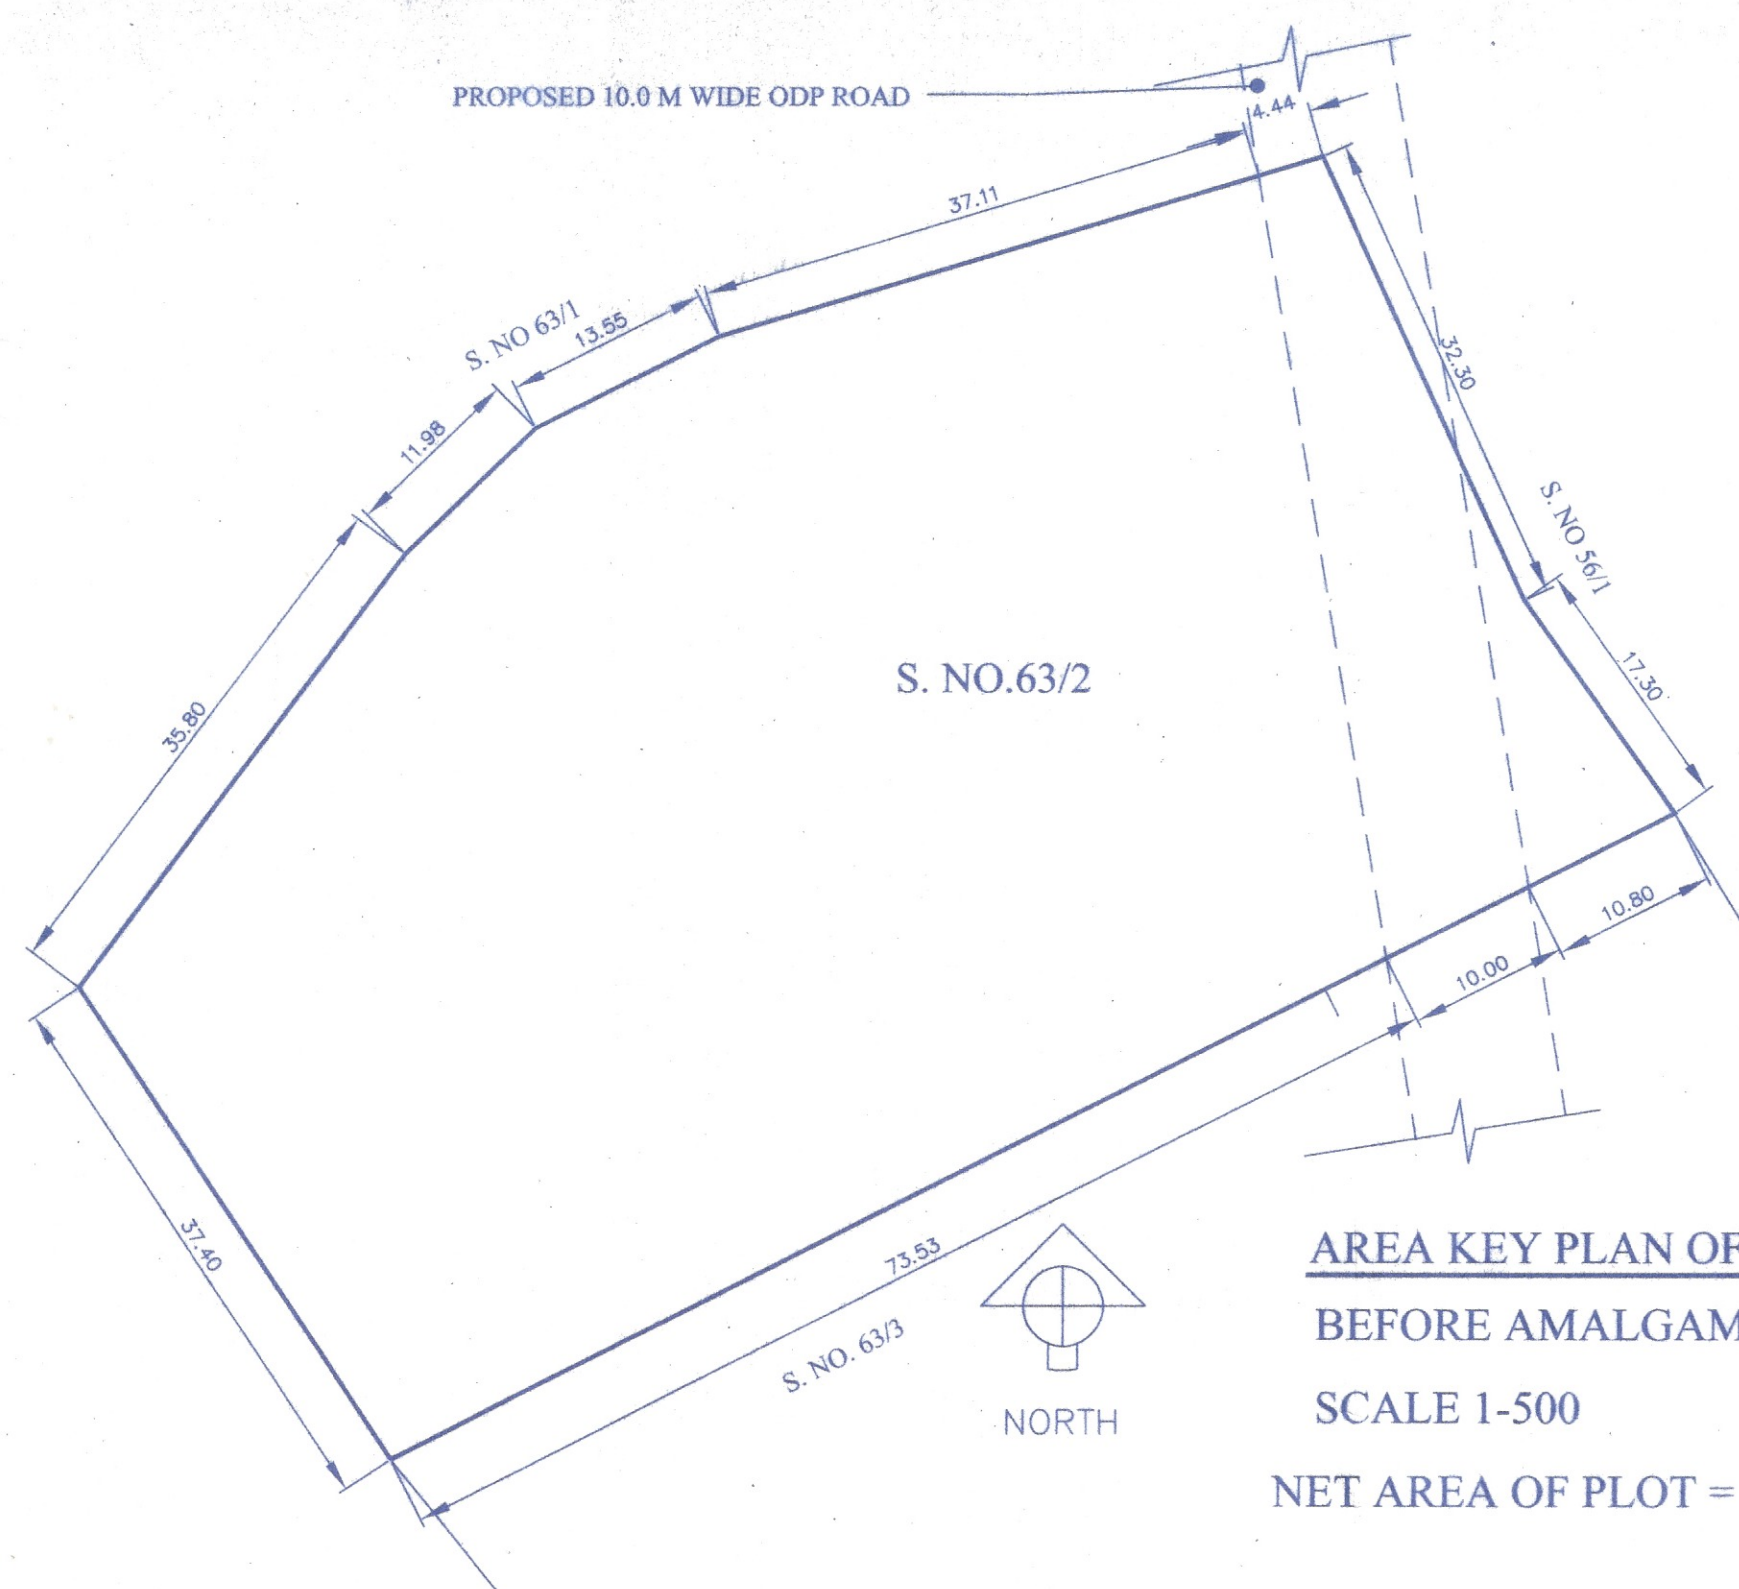 PROPOSED 10.0 M WIDE ODP ROAD
4.44
37.11
S. NO 63/1
13.55
11.98
32.30
S. NO 56/1
35.80
S. NO.63/2
17.30
10.80
10.00
37.40
73.53
S. NO. 63/3
NORTH
AREA KEY PLAN OF
BEFORE AMALGAM
SCALE 1-500
NET AREA OF PLOT =